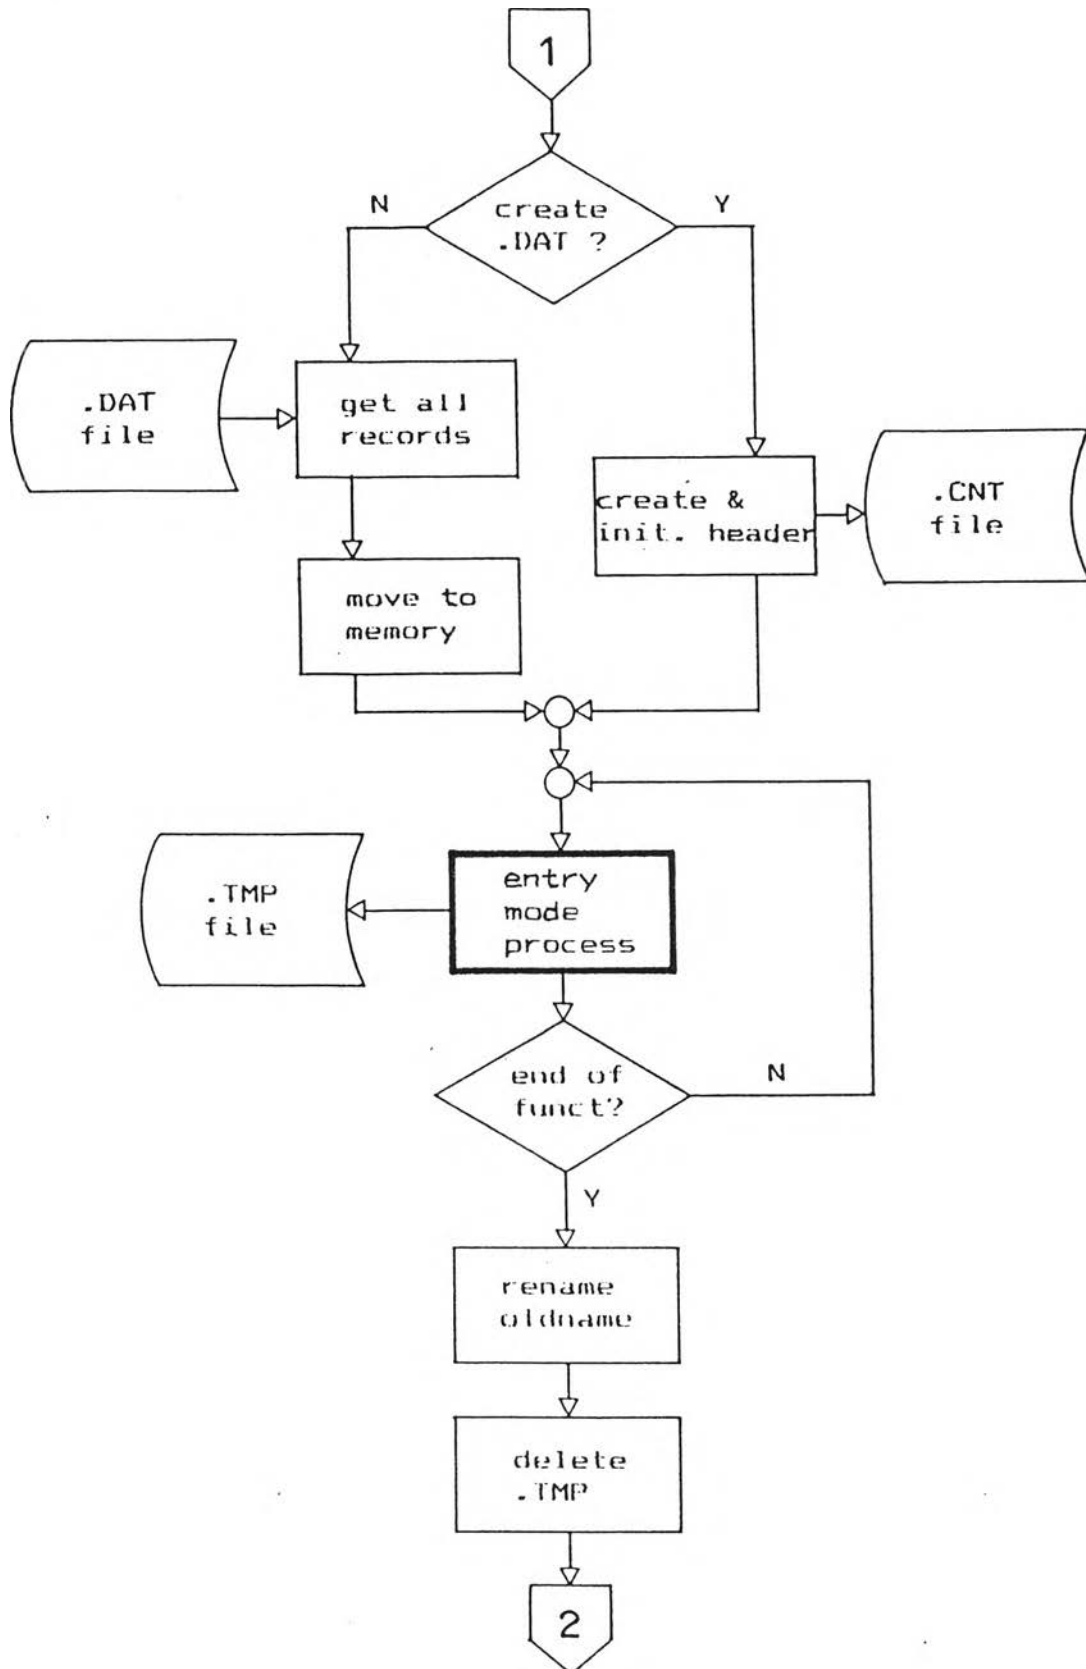 1
N
create
Y
.DAT ?
.DAT
file
get all
records
create &
init. header
.CNT
file
move to
memory
.TMP
file
entry
mode
process
end of
funct?
N
Y
rename
oldname
delete
.TMP
2